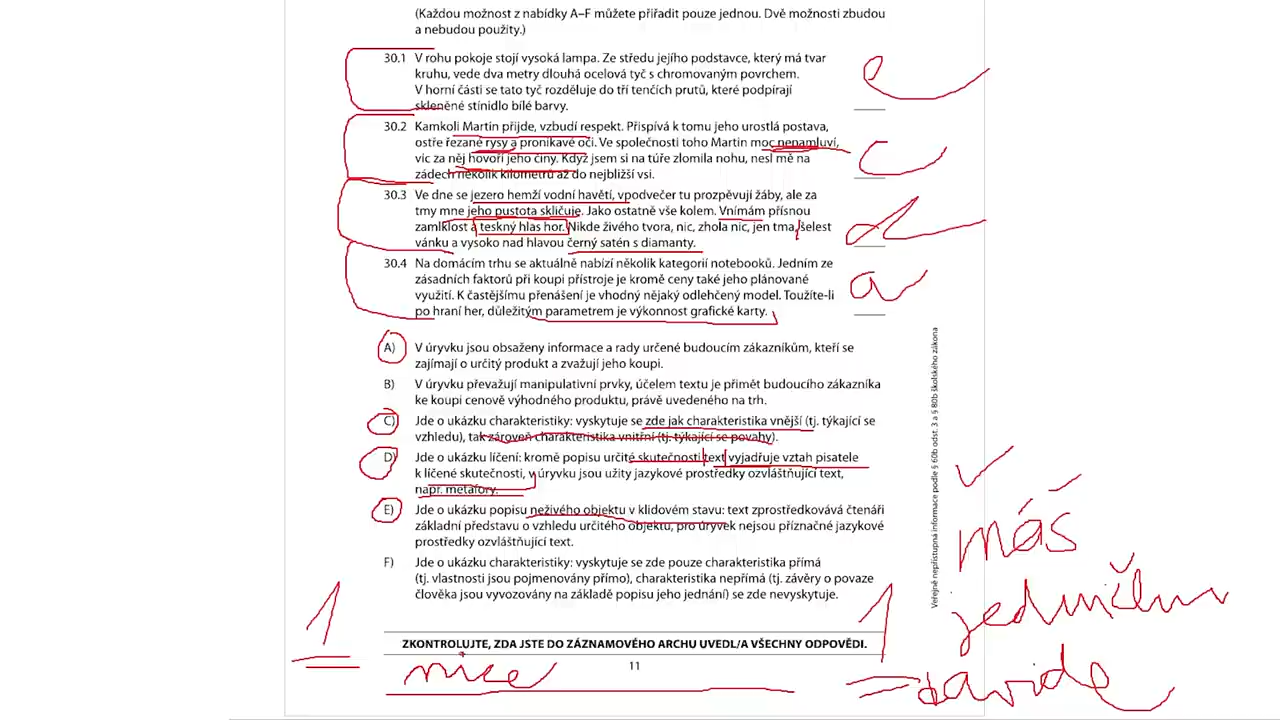 (Každou možnost z nabídky A–F můžete přiřadit pouze jednou. Dvě možnosti zbudou
a nebudou použity.)
30.1 V rohu pokoje stojí vysoká lampa. Ze středu jejího podstavce, který má tvar
kruhu, vede dva metry dlouhá ocelová tyč s chromovaným povrchem.
V horní části se tato tyč rozděluje do tří tenčích prutů, které podpírají
skleněné stínidlo bílé barvy.
e
30.2 Kamkoli Martin přijde, vzbudí respekt. Přispívá k tomu jeho urostlá postava,
ostře řezané rysy a pronikavé oči. Ve společnosti toho Martin moc nenamluví,
víc za něj hovoří jeho činy. Když jsem si na túře zlomila nohu, nesl mě na
zádech několik kilometrů až do nejbližší vsi.
c
30.3 Ve dne se jezero hemží vodní havětí, vpodvečer tu prozpěvují žáby, ale za
tmy mne jeho pustota skličuje. Jako ostatně vše kolem. Vnímám přísnou
zamlklost a teskný hlas hor. Nikde živého tvora, nic, zhola nic, jen tma, šelest
vánku a vysoko nad hlavou černý satén s diamanty.
d
30.4 Na domácím trhu se aktuálně nabízí několik kategorií notebooků. Jedním ze
zásadních faktorů při koupi přístroje je kromě ceny také jeho plánované
využití. K častějšímu přenášení je vhodný nějaký odlehčený model. Toužíte-li
po hraní her, důležitým parametrem je výkonnost grafické karty.
a
A) V úryvku jsou obsaženy informace a rady určené budoucím zákazníkům, kteří se
zajímají o určitý produkt a zvažují jeho koupi.
B) V úryvku převažují manipulativní prvky, účelem textu je přimět budoucího zákazníka
ke koupi cenově výhodného produktu, právě uvedeného na trh.
C) Jde o ukázku charakteristiky: vyskytuje se zde jak charakteristika vnější (tj. týkající se
vzhledu), tak zároveň charakteristika vnitřní (tj. týkající se povahy).
D) Jde o ukázku líčení: kromě popisu určité skutečnosti text vyjadřuje vztah pisatele
k líčené skutečnosti, v úryvku jsou užity jazykové prostředky ozvláštňující text,
např. metafory.
E) Jde o ukázku popisu neživého objektu v klidovém stavu: text zprostředkovává čtenáři
základní představu o vzhledu určitého objektu, pro úryvek nejsou příznačné jazykové
prostředky ozvláštňující text.
F) Jde o ukázku charakteristiky: vyskytuje se zde pouze charakteristika přímá
(tj. vlastnosti jsou pojmenovány přímo), charakteristika nepřímá (tj. závěry o povaze
člověka jsou vyvozovány na základě popisu jeho jednání) se zde nevyskytuje.
Veřejně nepřístupná informace podle § 60b odst. 3 a § 80b školského zákona
máš
jedničku
davide
1
1
ZKONTROLUJTE, ZDA JSTE DO ZÁZNAMOVÉHO ARCHU UVEDL/A VŠECHNY ODPOVĚDI.
11
nice